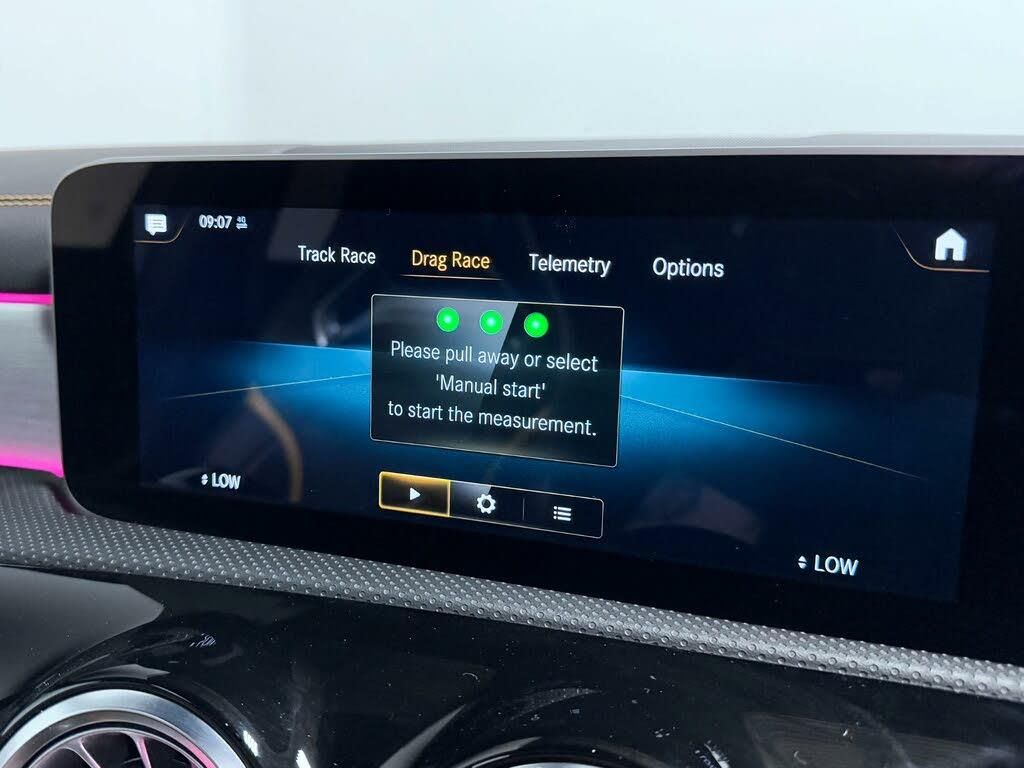 09:07 4G
Track Race
Drag Race
Telemetry
Options
Please pull away or select
'Manual start'
to start the measurement.
LOW
LOW